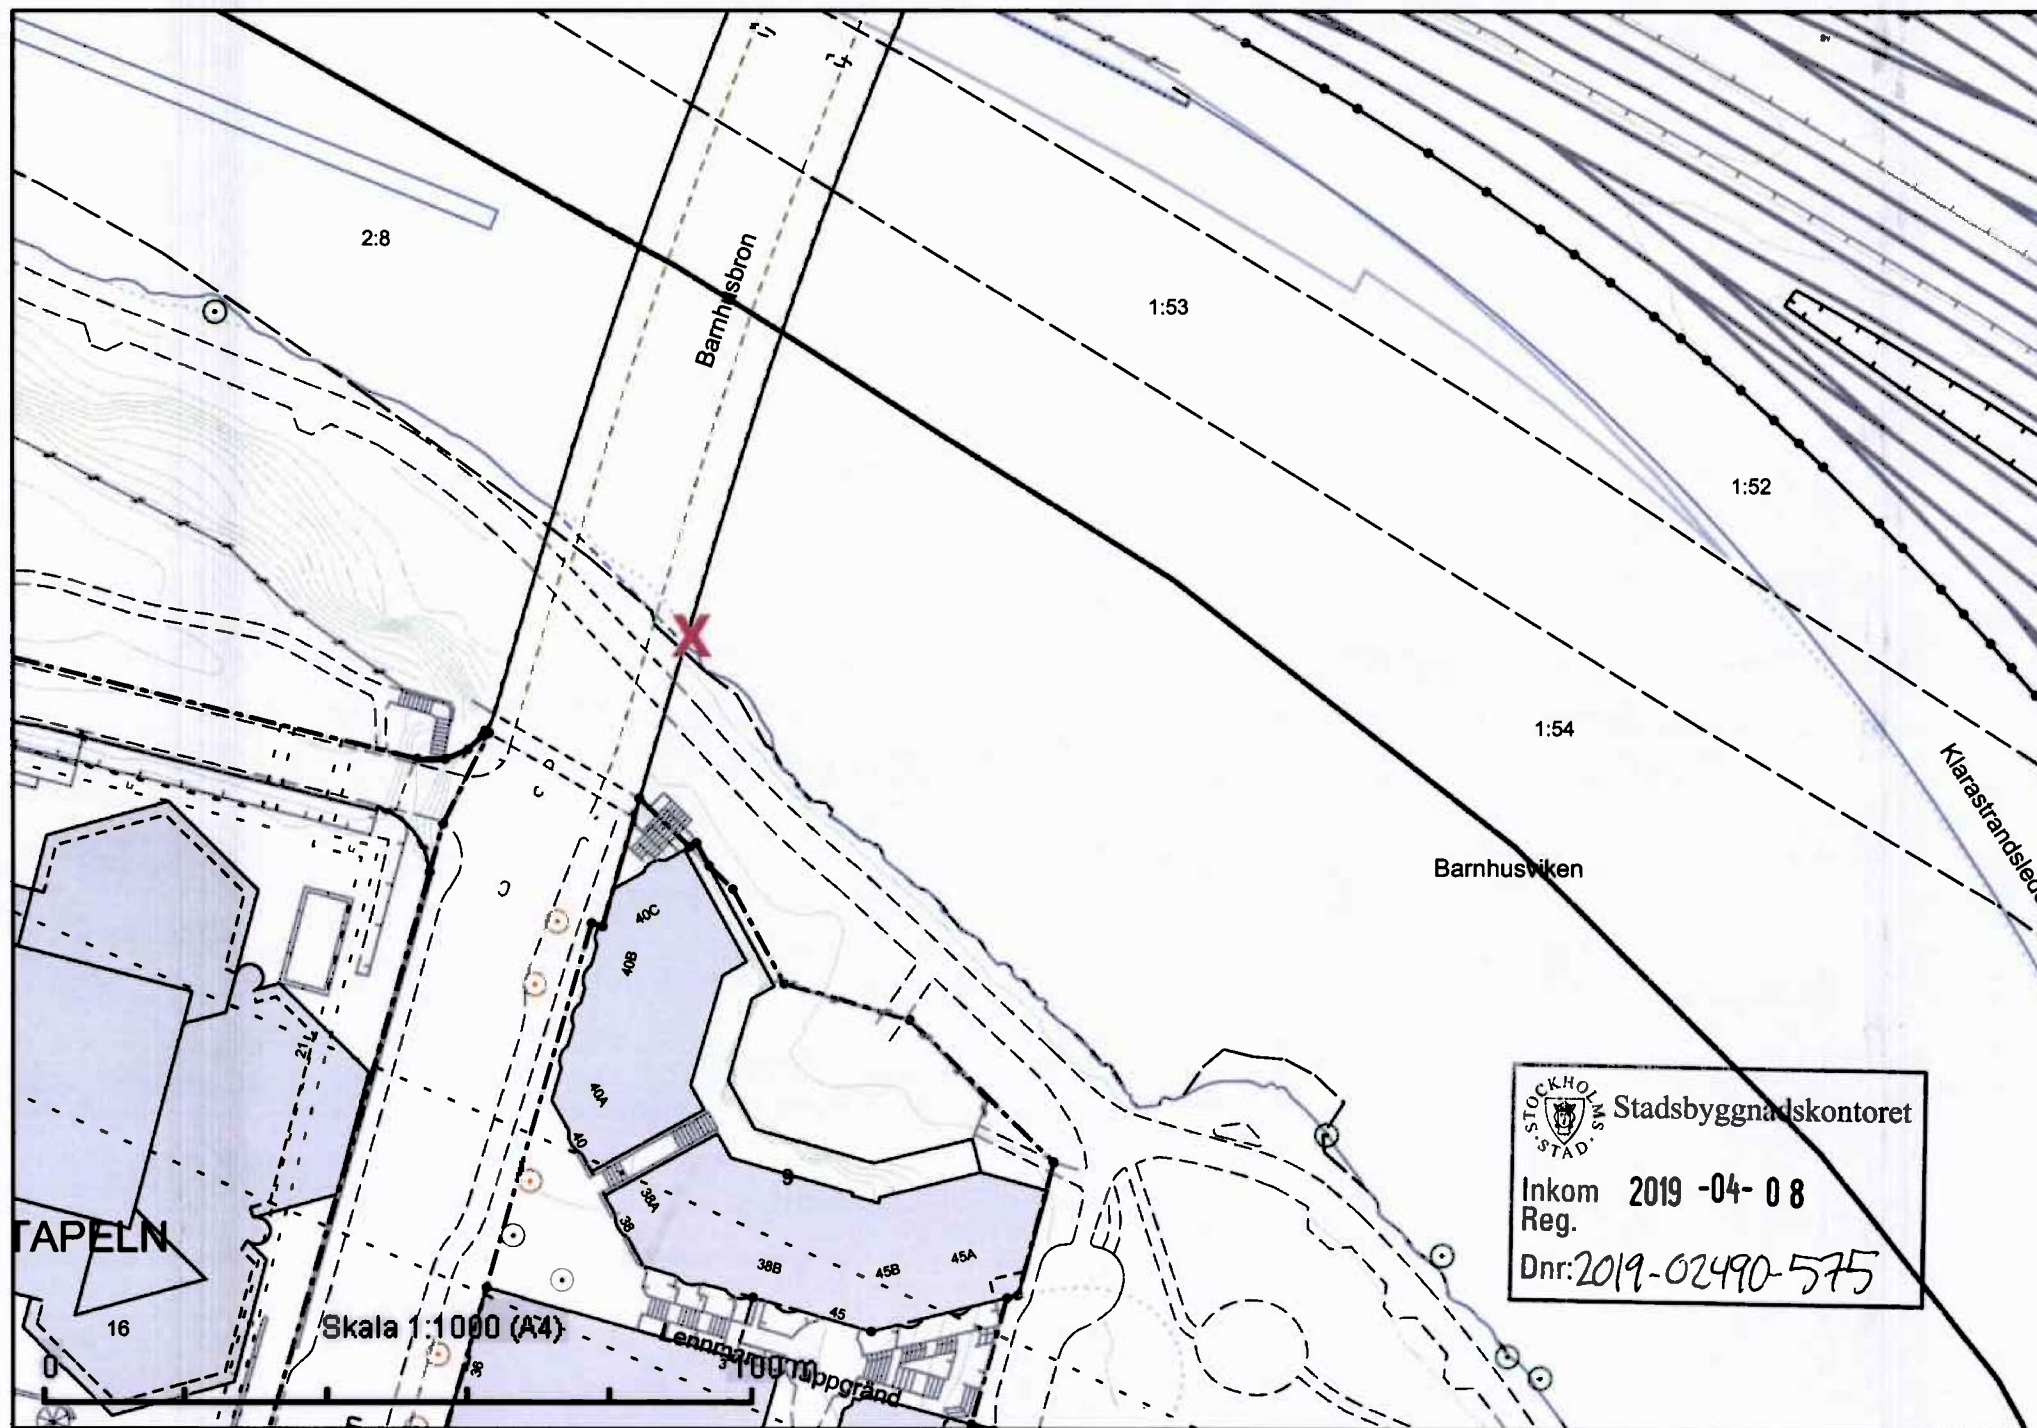 2:8
Barnhusbron
1:53
1:52
X
1:54
Klarastrandsled
Barnhusviken
40C
40B
21
40A
40
9
38A
38
38B
45B
45A
45
TAPELN
16
36
Skala 1:1000 (A4)
0
100 m
3
STOCKHOLMS STAD
Stadsbyggnadskontoret
Inkom 2019-04-08
Reg.
Dnr: 2019-02490-575